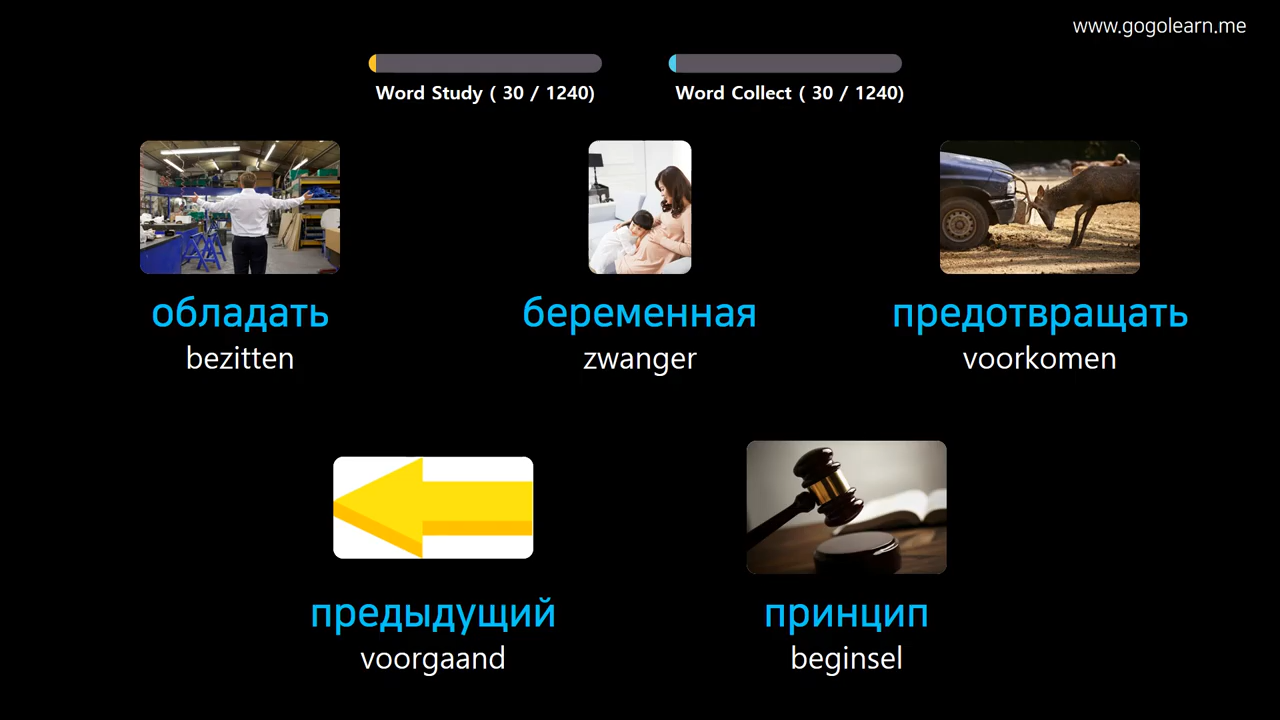 www.gogolearn.me
Word Study ( 30 / 1240)
Word Collect ( 30 / 1240)
обладать
bezitten
беременная
zwanger
предотвращать
voorkomen
предыдущий
voorgaand
принцип
beginsel